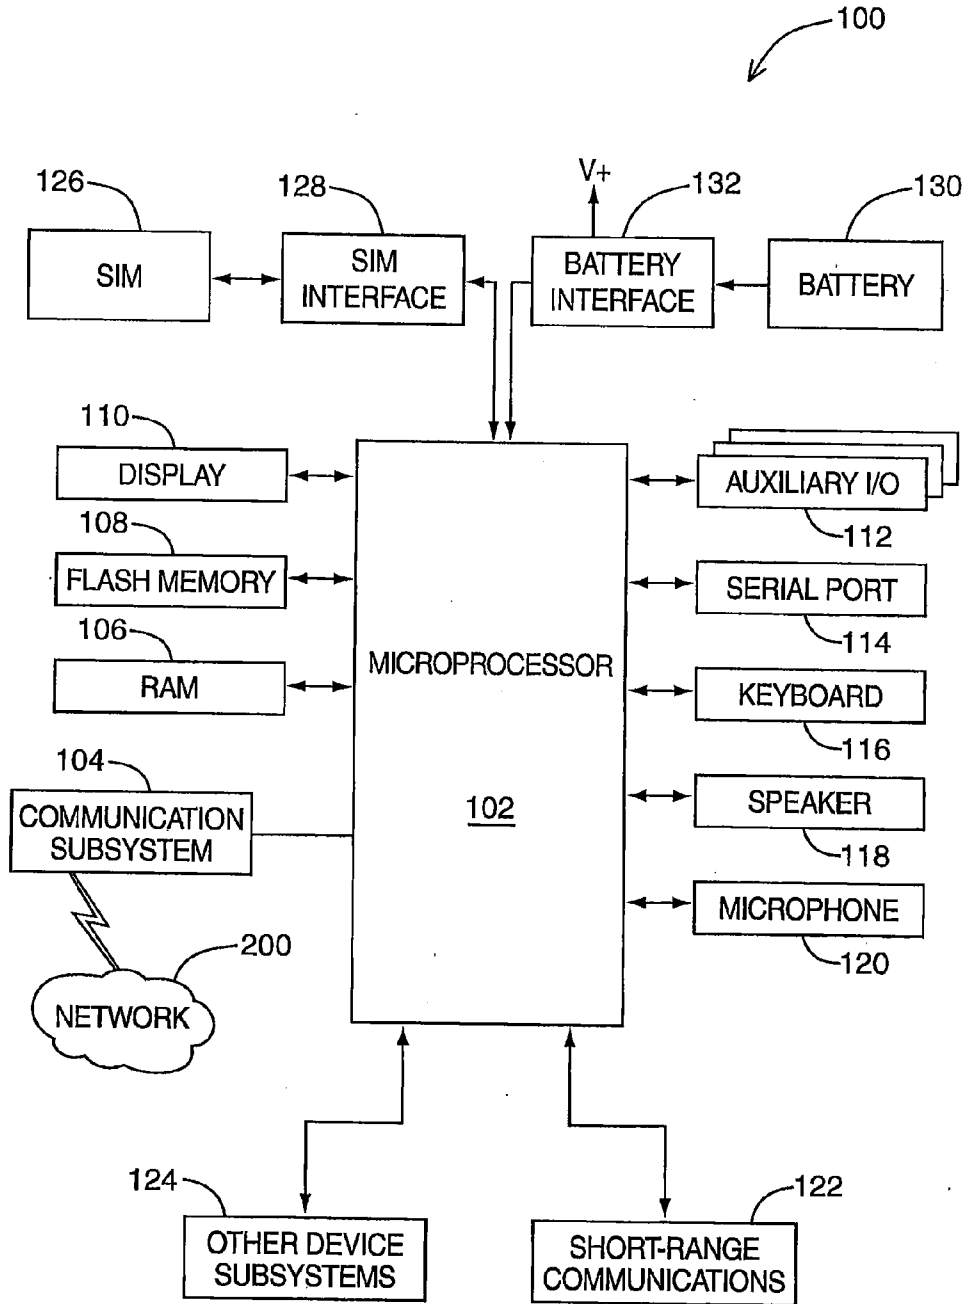 100
126
128
V+
132
130
SIM
SIM
INTERFACE
BATTERY
INTERFACE
BATTERY
110
DISPLAY
AUXILIARY I/O
112
108
FLASH MEMORY
SERIAL PORT
114
106
RAM
MICROPROCESSOR
102
KEYBOARD
116
104
COMMUNICATION
SUBSYSTEM
SPEAKER
118
MICROPHONE
120
200
NETWORK
124
OTHER DEVICE
SUBSYSTEMS
122
SHORT-RANGE
COMMUNICATIONS